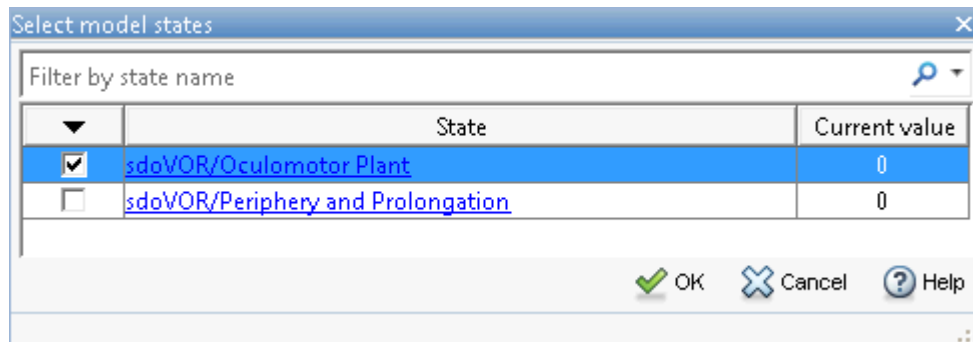 Select model states
Filter by state name
State Current value
sdoVOR/Oculomotor Plant 0
sdoVOR/Periphery and Prolongation 0
OK Cancel Help